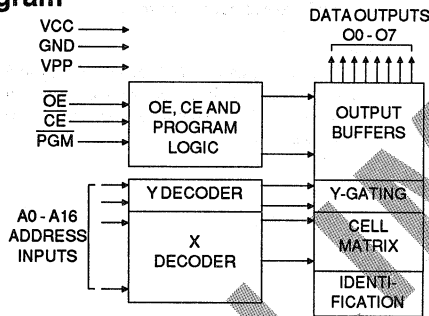 gram
DATA OUTPUTS
O0 - O7
VCC
GND
VPP
OE
CE
PGM
OE, CE AND
PROGRAM
LOGIC
OUTPUT
BUFFERS
A0 - A16
ADDRESS
INPUTS
Y DECODER
X
DECODER
Y-GATING
CELL
MATRIX
IDENTI-
FICATION